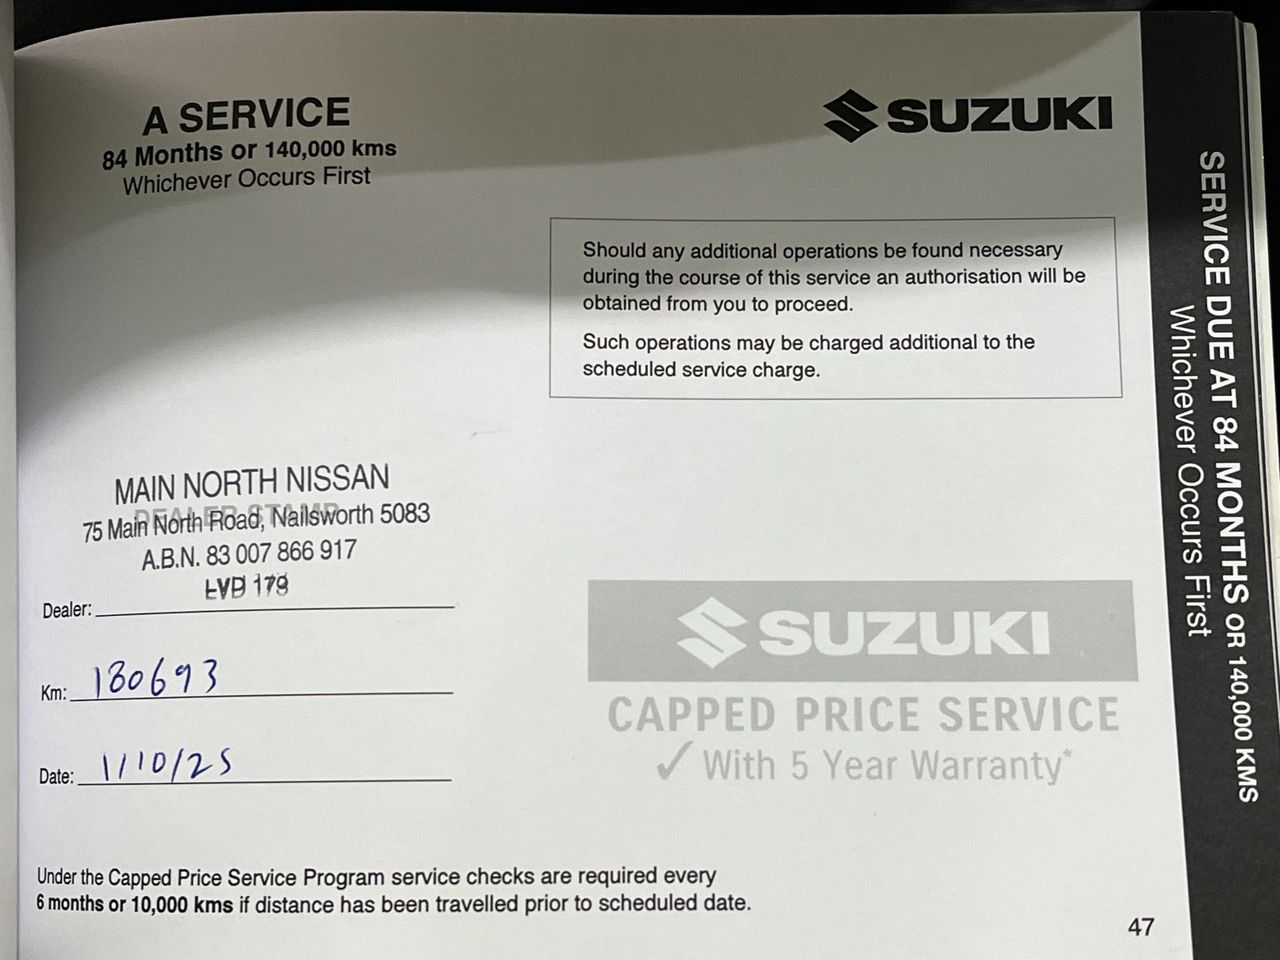 A SERVICE
84 Months or 140,000 kms
Whichever Occurs First
SUZUKI
Should any additional operations be found necessary
during the course of this service an authorisation will be
obtained from you to proceed.
Such operations may be charged additional to the
scheduled service charge.
MAIN NORTH NISSAN
DEALER STAMP
75 Main North Road, Nailsworth 5083
A.B.N. 83 007 866 917
LVD 179
Dealer:
Km: 180693
Date: 1/10/25
SUZUKI
CAPPED PRICE SERVICE
✓ With 5 Year Warranty*
Under the Capped Price Service Program service checks are required every
6 months or 10,000 kms if distance has been travelled prior to scheduled date.
47
SERVICE DUE AT 84 MONTHS OR 140,000 KMS
Whichever Occurs First